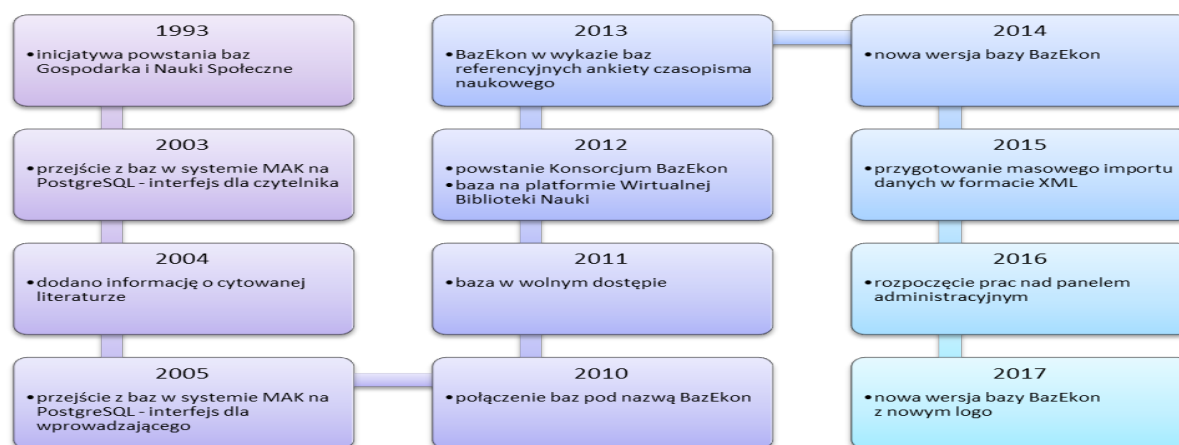 1993
•inicjatywa powstania baz
Gospodarka i Nauki Społeczne
2003
•przejście z baz w systemie MAK na
PostgreSQL - interfejs dla czytelnika
2004
•dodano informację o cytowanej
literaturze
2005
•przejście z baz w systemie MAK na
PostgreSQL - interfejs dla
wprowadzającego
2010
•połączenie baz pod nazwą BazEkon
2011
•baza w wolnym dostępie
2012
•powstanie Konsorcjum BazEkon
•baza na platformie Wirtualnej
Biblioteki Nauki
2013
•BazEkon w wykazie baz
referencyjnych ankiety czasopisma
naukowego
2014
•nowa wersja bazy BazEkon
2015
•przygotowanie masowego importu
danych w formacie XML
2016
•rozpoczęcie prac nad panelem
administracyjnym
2017
•nowa wersja bazy BazEkon
z nowym logo